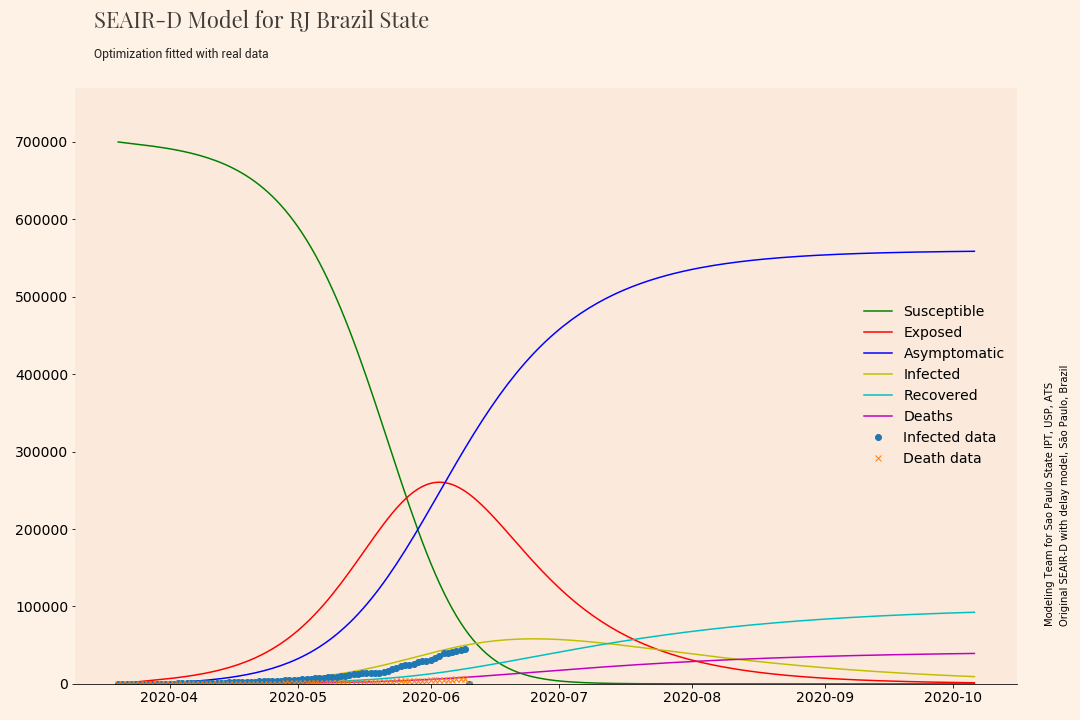 SEAIR-D Model for RJ Brazil State
Optimization fitted with real data
700000
600000
500000
400000
300000
200000
100000
0
2020-04
2020-05
2020-06
2020-07
2020-08
2020-09
2020-10
Susceptible
Exposed
Asymptomatic
Infected
Recovered
Deaths
Infected data
Death data
Modeling Team for Sao Paulo State IPT, USP, ATS
Original SEAIR-D with delay model, São Paulo, Brazil